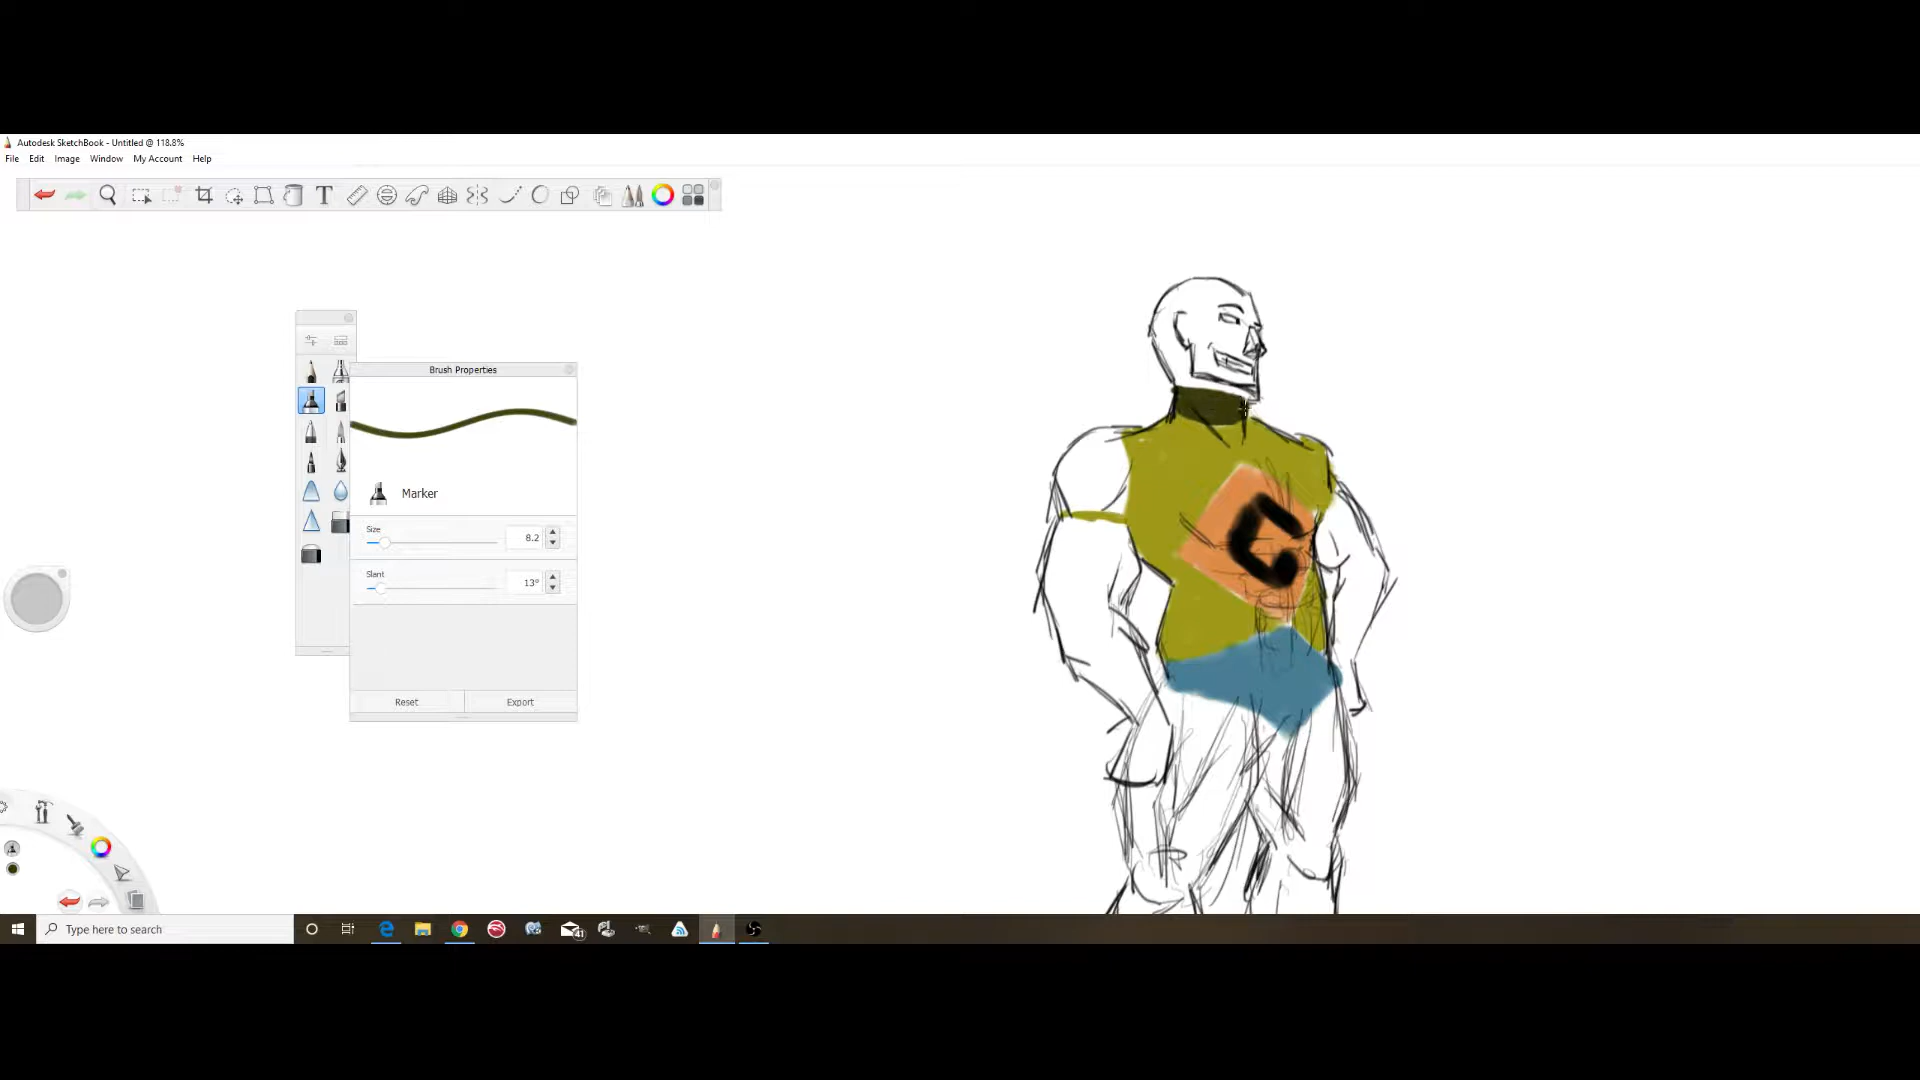 Autodesk SketchBook - Untitled @ 118.8%
File Edit Image Window My Account Help
T
Brush Properties
Marker
Size
8.2
Slant
13°
Reset Export
G
Type here to search
41